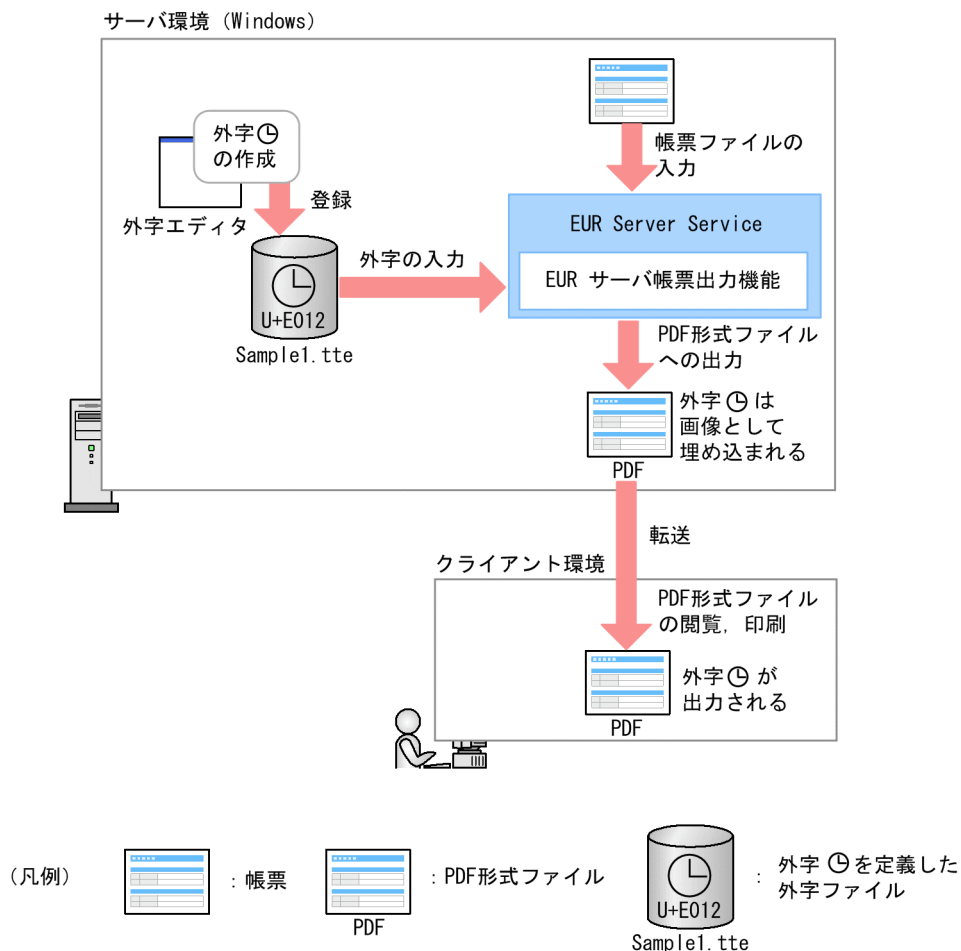 サーバ環境（Windows）
外字
の作成
外字エディタ
登録
U+E012
Sample1.tte
外字の入力
帳票ファイルの
入力
EUR Server Service
EUR サーバ帳票出力機能
PDF形式ファイル
への出力
外字 は
画像として
埋め込まれる
PDF
転送
クライアント環境
PDF形式ファイル
の閲覧，印刷
外字 が
出力される
PDF
（凡例）
：帳票
PDF
：PDF形式ファイル
U+E012
Sample1.tte
：外字 を定義した
外字ファイル